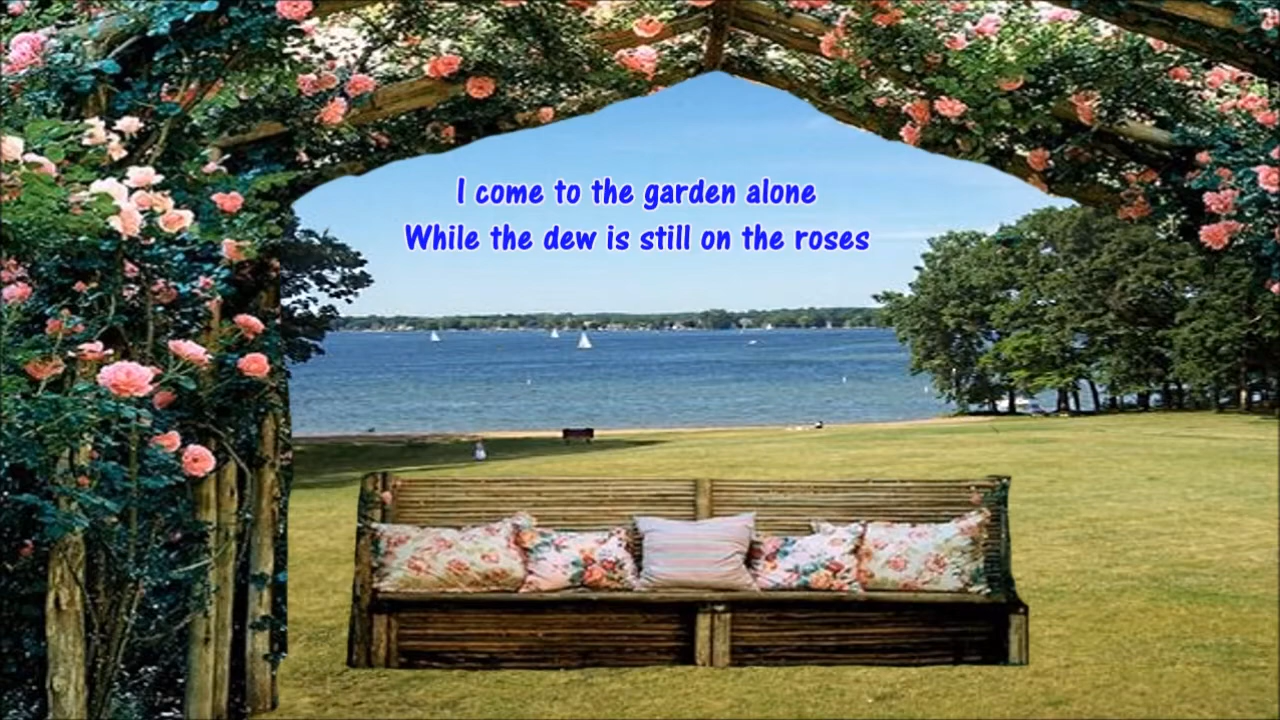 I come to the garden alone
While the dew is still on the roses